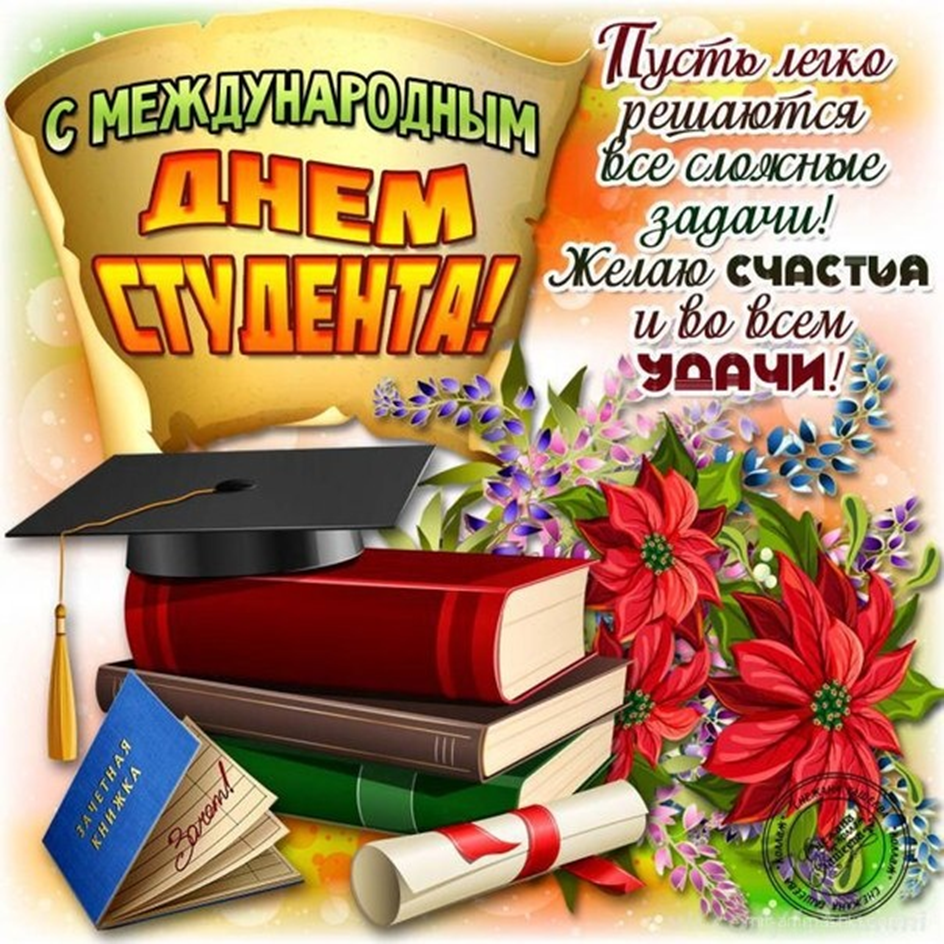 С МЕЖДУНАРОДНЫМ
ДНЕМ
СТУДЕНТА!
Пусть легко
решаются
все сложные
задачи!
Желаю СЧАСТЬЯ
и во всем
УДАЧИ!
ЗАЧЕТНАЯ
КНИЖКА
Зачет!